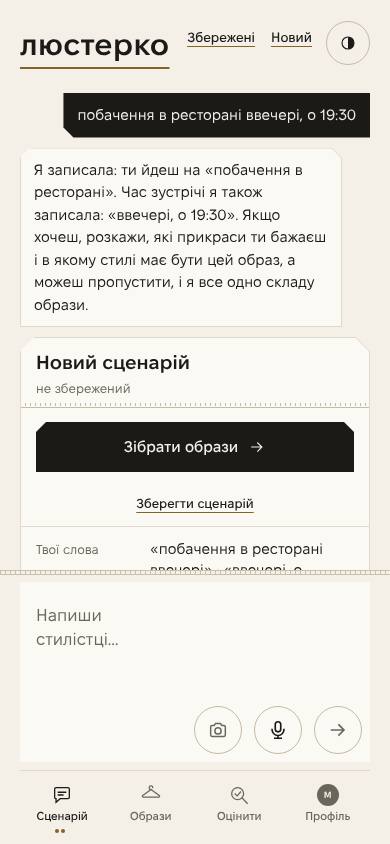 люстерко
Збережені
Новий
побачення в ресторані ввечері, о 19:30
Я записала: ти йдеш на «побачення в
ресторані». Час зустрічі я також
записала: «ввечері, о 19:30». Якщо
хочеш, розкажи, які прикраси ти бажаєш
і в якому стилі має бути цей образ, а
можеш пропустити, і я все одно складу
образи.
Новий сценарій
не збережений
Зібрати образи →
Зберегти сценарій
Твої слова
«побачення в ресторані
ввечері», «ввечері, о
Напиши
стилістці...
Сценарій
Образи
Оцінити
М
Профіль